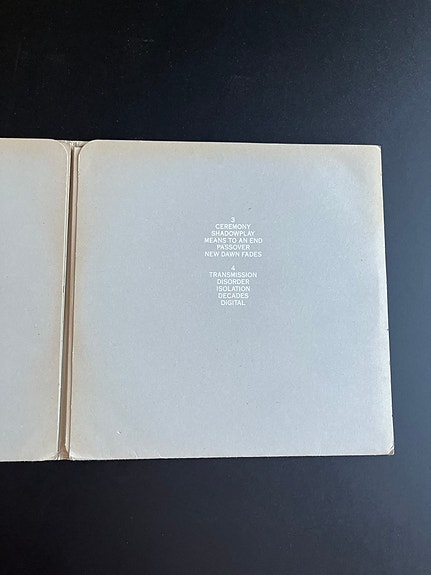 3
CEREMONY
SHADOWPLAY
MEANS TO AN END
PASSOVER
NEW DAWN FADES
4
TRANSMISSION
DISORDER
ISOLATION
DECADES
DIGITAL